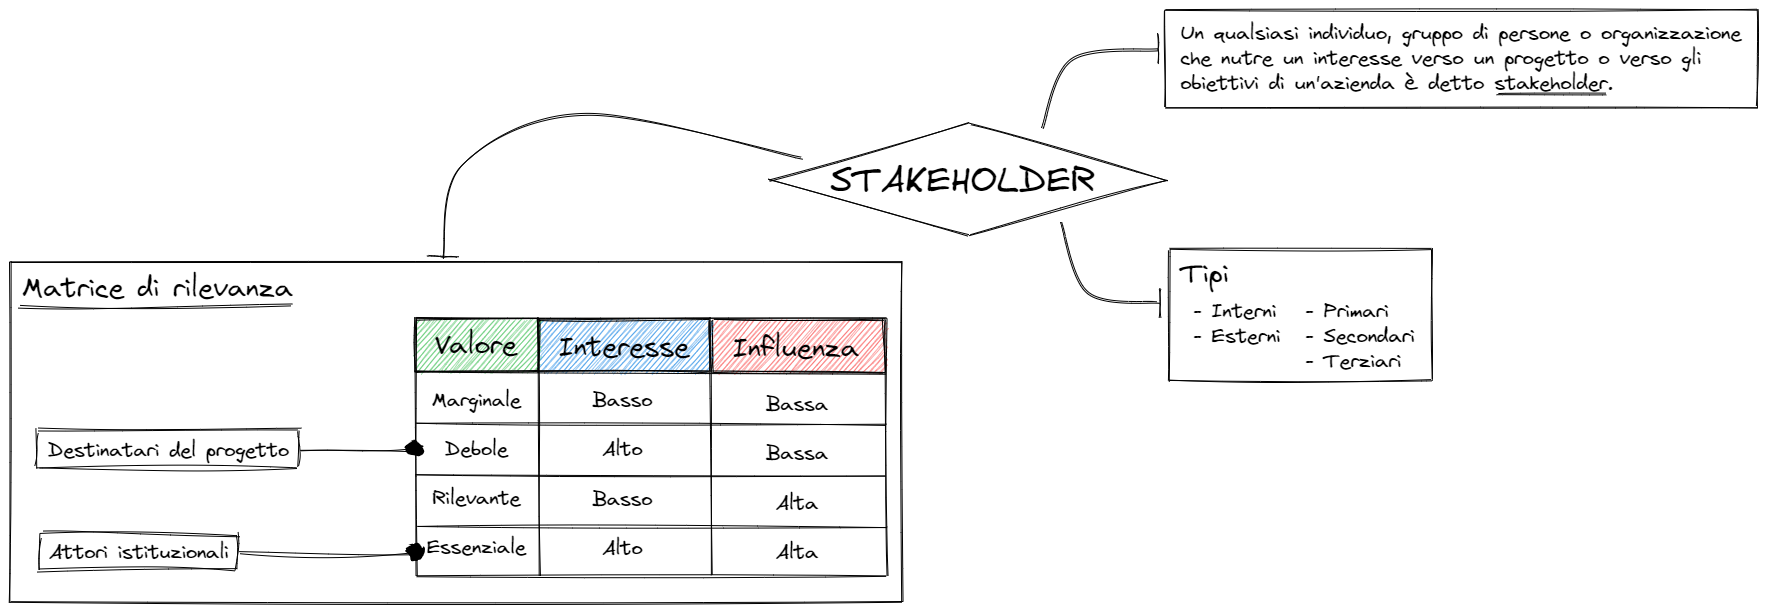 Un qualsiasi individuo, gruppo di persone o organizzazione
che nutre un interesse verso un progetto o verso gli
obiettivi di un'azienda è detto stakeholder.
STAKEHOLDER
Tipi
- Interni - Primari
- Esterni - Secondari
- Terziari
Matrice di rilevanza
Valore Interesse Influenza
Marginale Basso Bassa
Destinatari del progetto Debole Alto Bassa
Rilevante Basso Alta
Attori istituzionali Essenziale Alto Alta